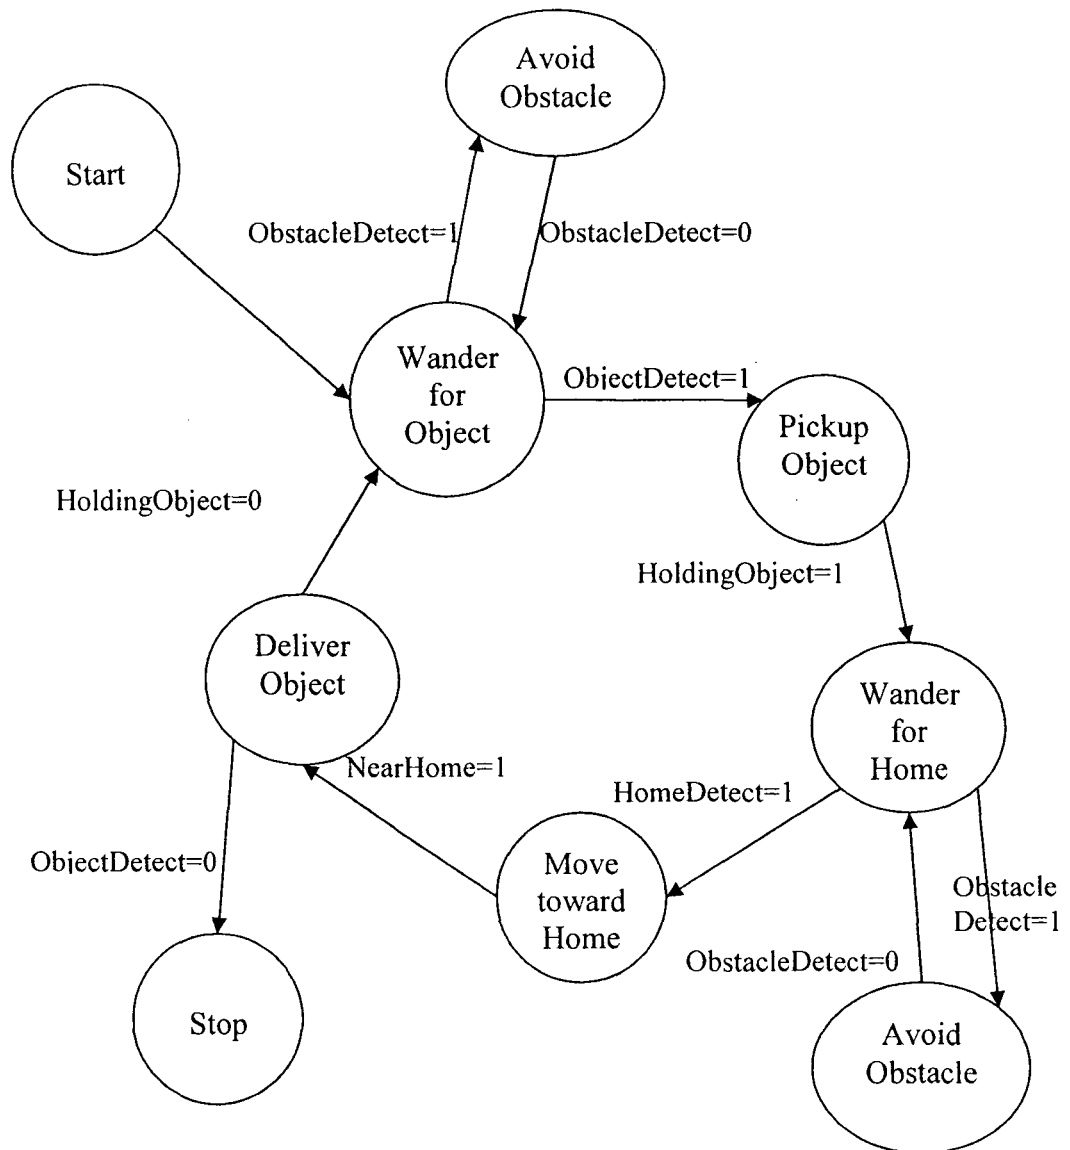 Avoid
Obstacle
Start
ObstacleDetect=1
ObstacleDetect=0
Wander
for
Object
ObjectDetect=1
Pickup
Object
HoldingObject=0
HoldingObject=1
Deliver
Object
Wander
for
Home
NearHome=1
HomeDetect=1
ObjectDetect=0
Move
toward
Home
Obstacle
Detect=1
ObstacleDetect=0
Stop
Avoid
Obstacle